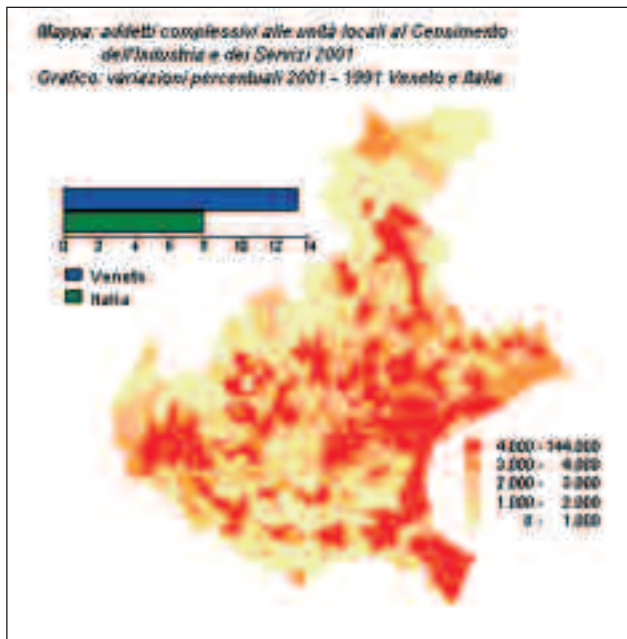 Mappa: addetti complessivi alle unità locali al Censimento
dell'Industria e dei Servizi 2001
Grafico: variazioni percentuali 2001 - 1991 Veneto e Italia
0 2 4 6 8 10 12 14
Veneto
Italia
4.000 - 144.000
3.000 - 4.000
2.000 - 3.000
1.000 - 2.000
0 - 1.000